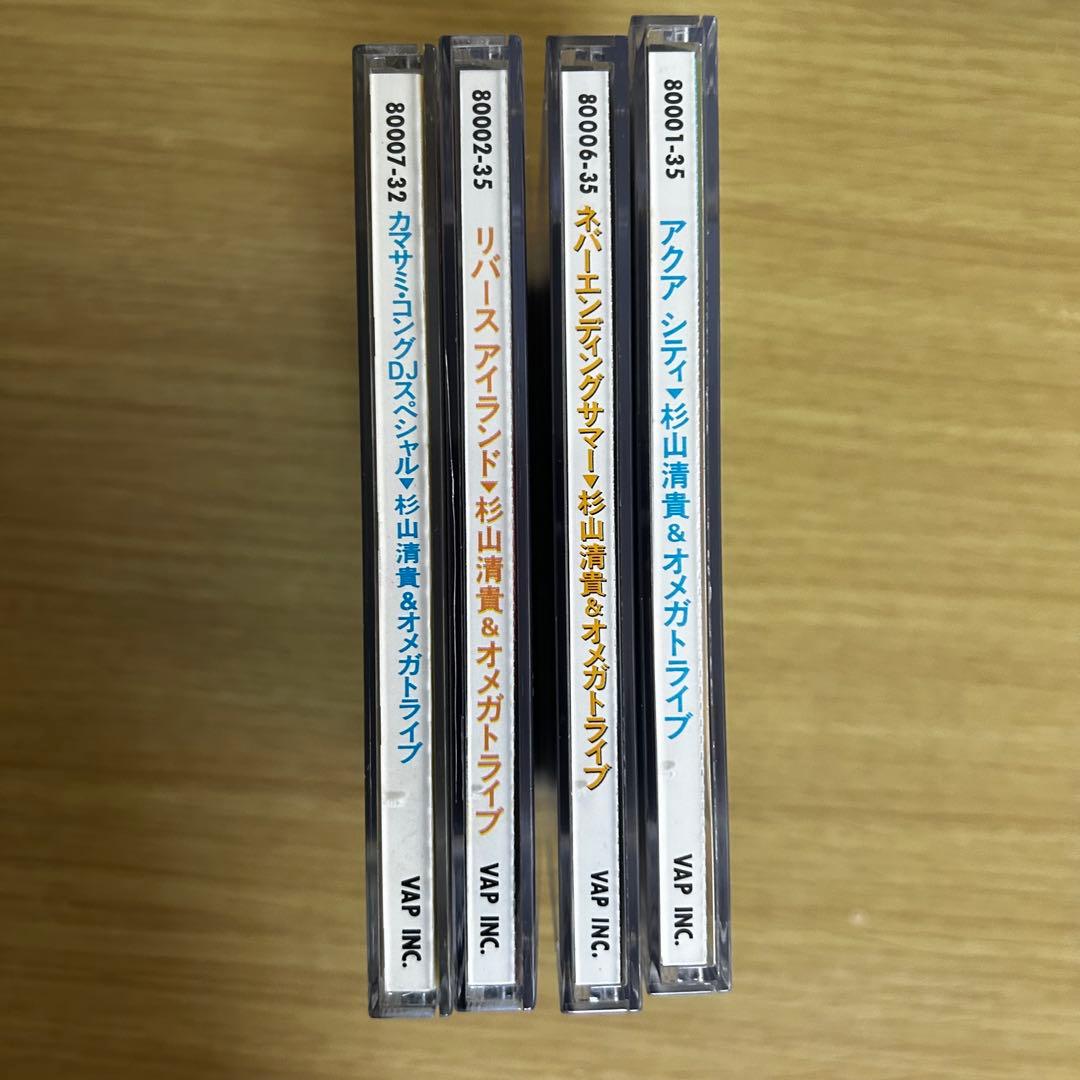 80007-32 カマサミ・コングDJスペシャル▼杉山清貴&オメガトライブ VAP INC.
80002-35 リバース アイランド▼杉山清貴&オメガトライブ VAP INC.
80006-35 ネバーエンディングサマー▼杉山清貴&オメガトライブ VAP INC.
80001-35 アクア シティ▼杉山清貴&オメガトライブ VAP INC.